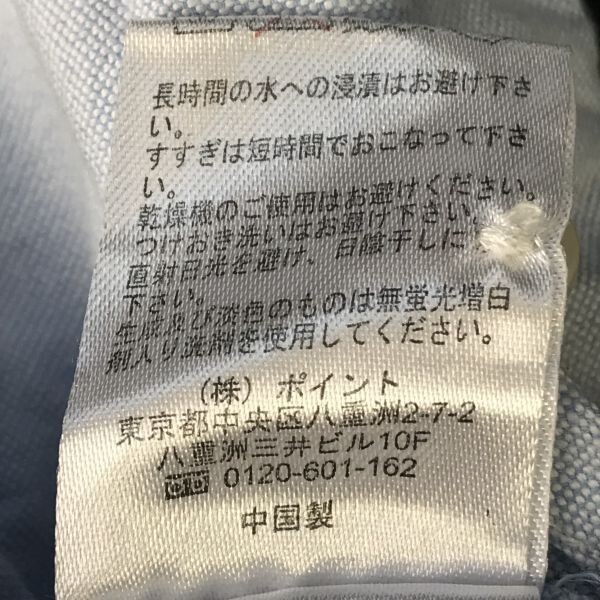 長時間の水への浸漬はお避け下さ
い。
すすぎは短時間でおこなって下さ
い。
乾燥機のご使用はお避けください。
つけおき洗いはお避け下さい。
直射日光を避け、日陰干しに
下さい。
生成及び淡色のものは無蛍光増白
剤入り洗剤を使用してください。
(株) ポイント
東京都中央区八重洲2-7-2
八重洲三井ビル10F
0120-601-162
中国製